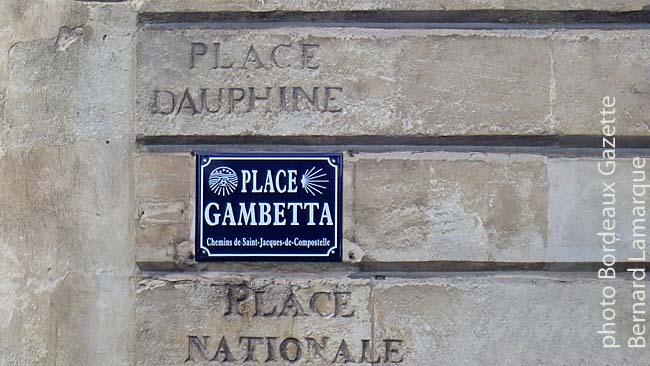 PLACE
DAUPHINE
PLACE
GAMBETTA
Chemins de Saint-Jacques-de-Compostelle
PLACE
NATIONALE
photo Bordeaux Gazette
Bernard Lamarque